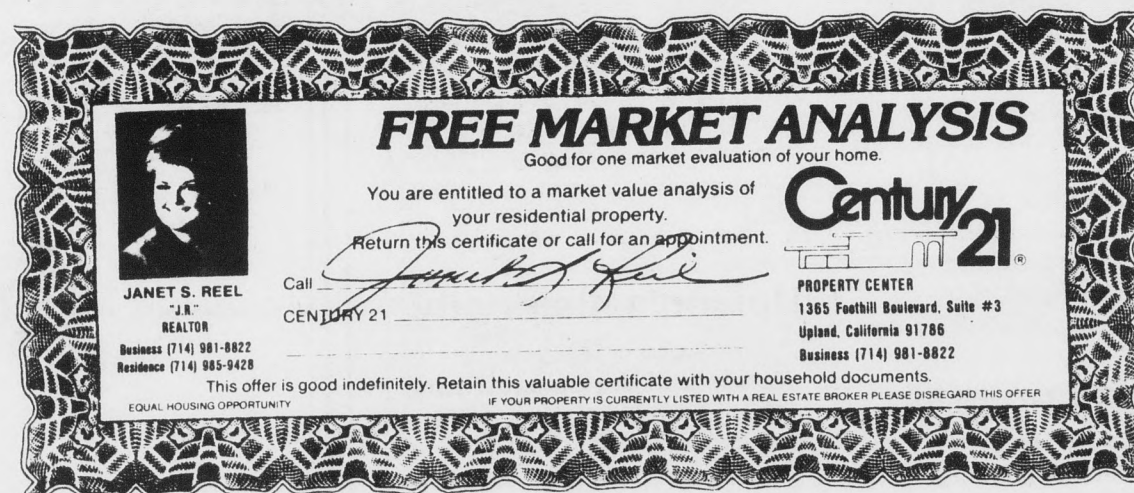 FREE MARKET ANALYSIS
Good for one market evaluation of your home.
You are entitled to a market value analysis of
your residential property.
Return this certificate or call for an appointment.
Call Janet S Reel
CENTURY 21
JANET S. REEL
"J.R."
REALTOR
Business (714) 981-8822
Residence (714) 985-9428
Century 21®
PROPERTY CENTER
1365 Foothill Boulevard, Suite #3
Upland, California 91786
Business (714) 981-8822
This offer is good indefinitely. Retain this valuable certificate with your household documents.
EQUAL HOUSING OPPORTUNITY
IF YOUR PROPERTY IS CURRENTLY LISTED WITH A REAL ESTATE BROKER PLEASE DISREGARD THIS OFFER